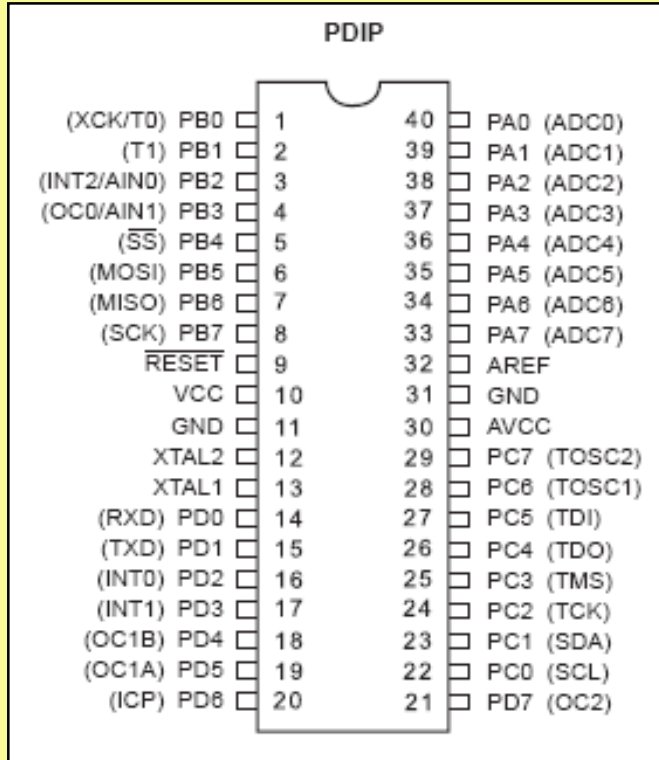 PDIP
(XCK/T0) PB0 1 40 PA0 (ADC0)
(T1) PB1 2 39 PA1 (ADC1)
(INT2/AIN0) PB2 3 38 PA2 (ADC2)
(OC0/AIN1) PB3 4 37 PA3 (ADC3)
(S̅S̅) PB4 5 36 PA4 (ADC4)
(MOSI) PB5 6 35 PA5 (ADC5)
(MISO) PB6 7 34 PA6 (ADC6)
(SCK) PB7 8 33 PA7 (ADC7)
R̅E̅S̅E̅T̅ 9 32 AREF
VCC 10 31 GND
GND 11 30 AVCC
XTAL2 12 29 PC7 (TOSC2)
XTAL1 13 28 PC6 (TOSC1)
(RXD) PD0 14 27 PC5 (TDI)
(TXD) PD1 15 26 PC4 (TDO)
(INT0) PD2 16 25 PC3 (TMS)
(INT1) PD3 17 24 PC2 (TCK)
(OC1B) PD4 18 23 PC1 (SDA)
(OC1A) PD5 19 22 PC0 (SCL)
(ICP) PD6 20 21 PD7 (OC2)